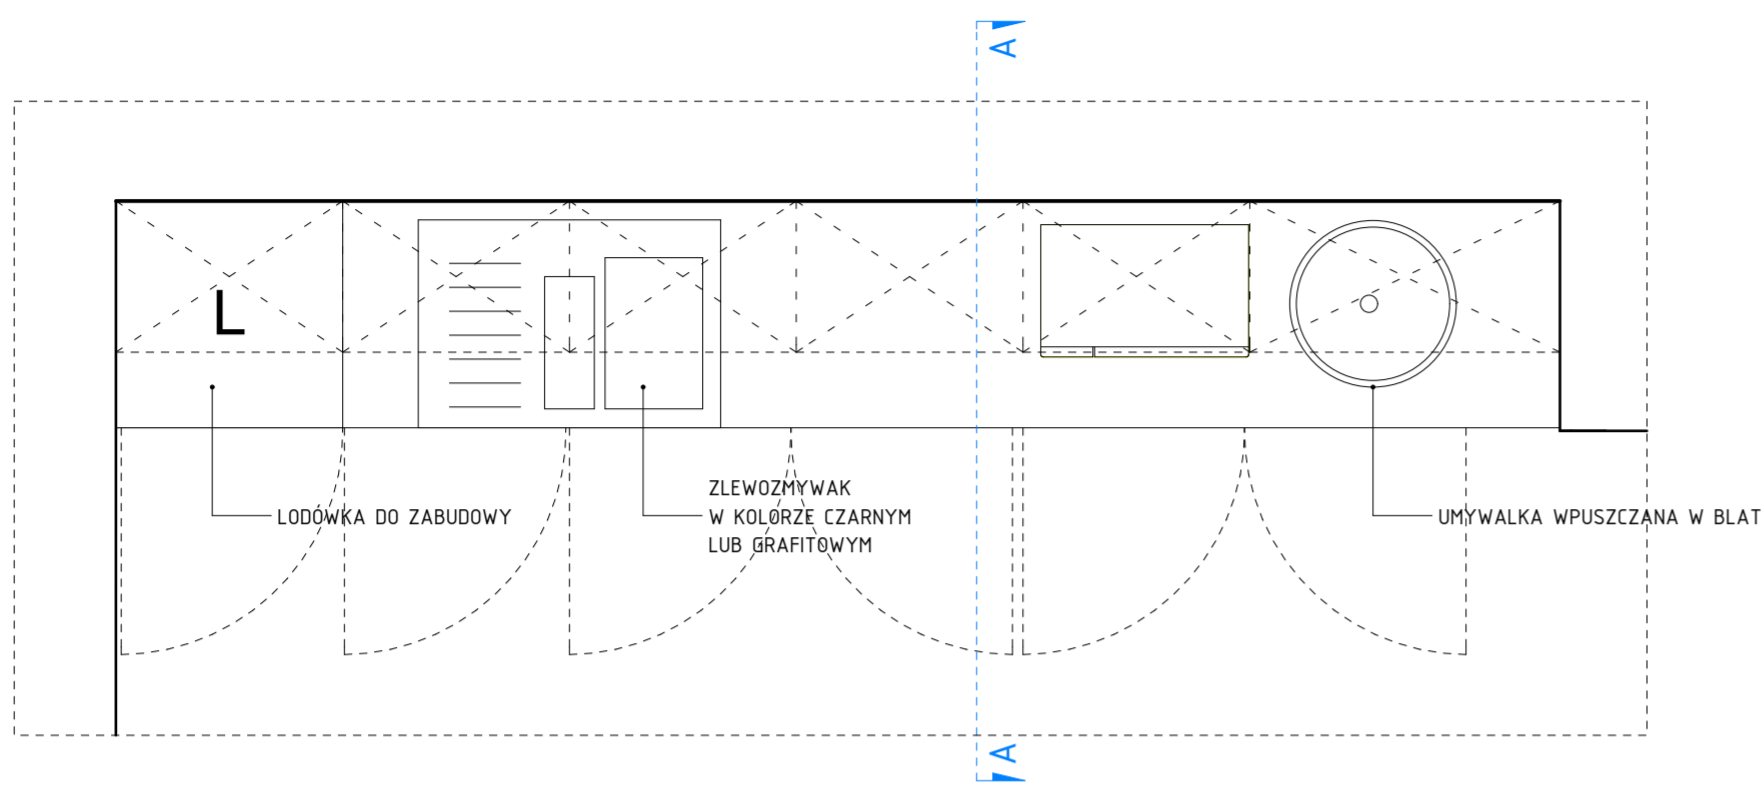 A
L
LODÓWKA DO ZABUDOWY
ZLEWOZMYWAK
W KOLORZE CZARNYM
LUB GRAFITOWYM
UMYWALKA WPUSZCZANA W BLAT
A